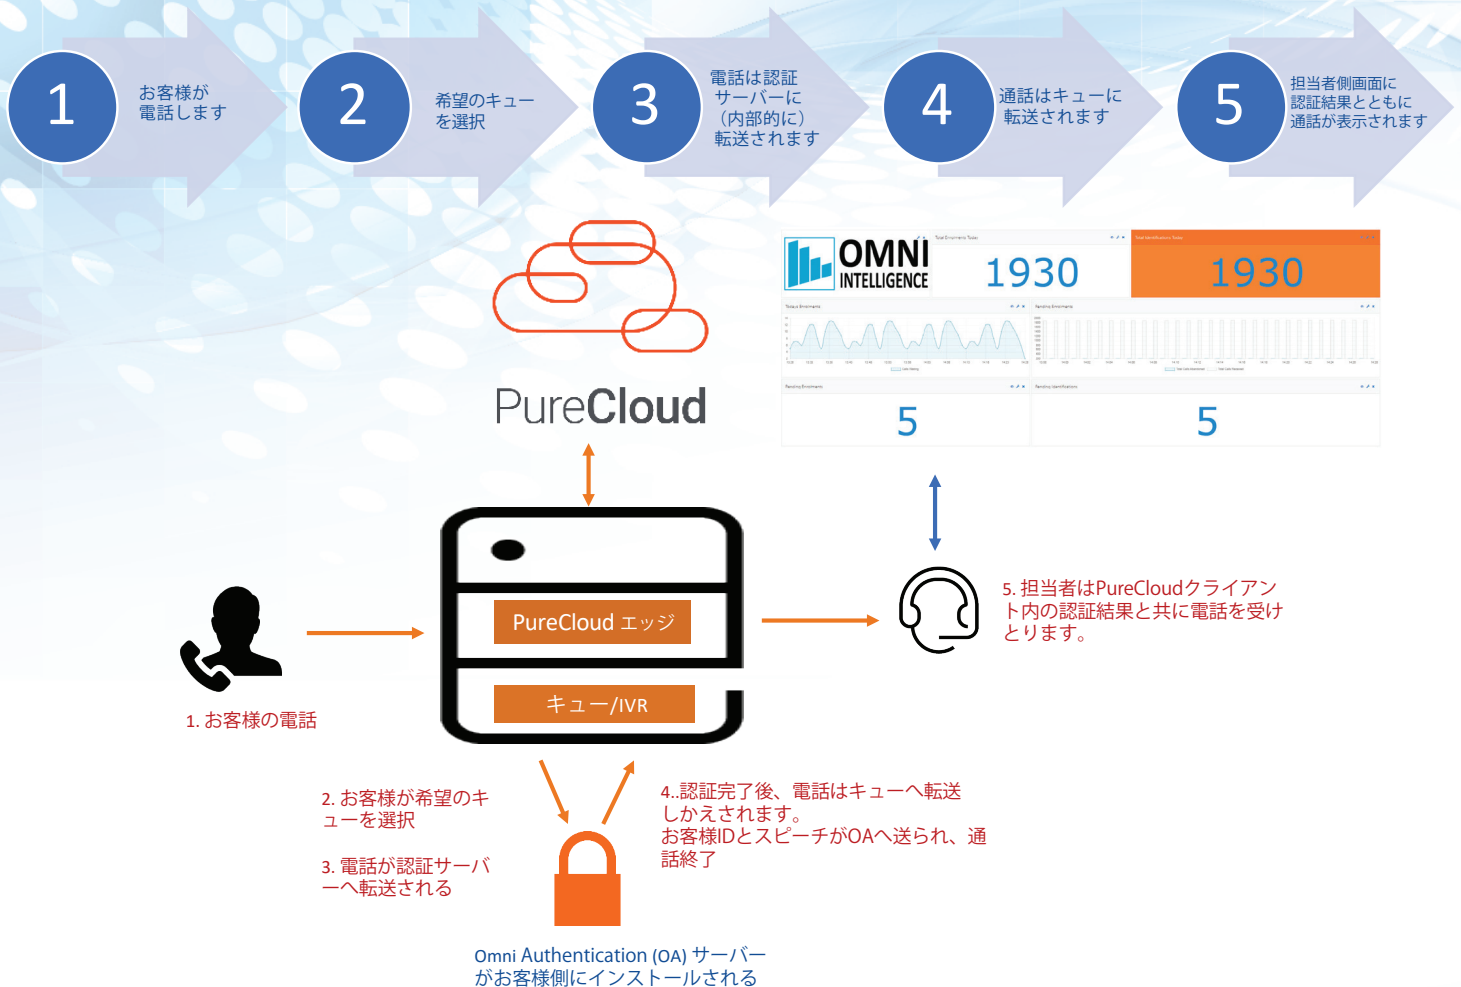 1
お客様が
電話します
2
希望のキュー
を選択
3
電話は認証
サーバーに
（内部的に）
転送されます
4
通話はキューに
転送されます
5
担当者側画面に
認証結果とともに
通話が表示されます
PureCloud
OMNI
INTELLIGENCE
Total Enrolments Today
1930
Total Identifications Today
1930
Pending Enrolments
Pending Enrolments
5
Pending Identifications
5
PureCloud エッジ
キュー/IVR
1. お客様の電話
2. お客様が希望のキ
ューを選択
3. 電話が認証サーバ
ーへ転送される
4..認証完了後、電話はキューへ転送
しかえされます。
お客様IDとスピーチがOAへ送られ、通
話終了
5. 担当者はPureCloudクライアン
ト内の認証結果と共に電話を受け
とります。
Omni Authentication (OA) サーバー
がお客様側にインストールされる